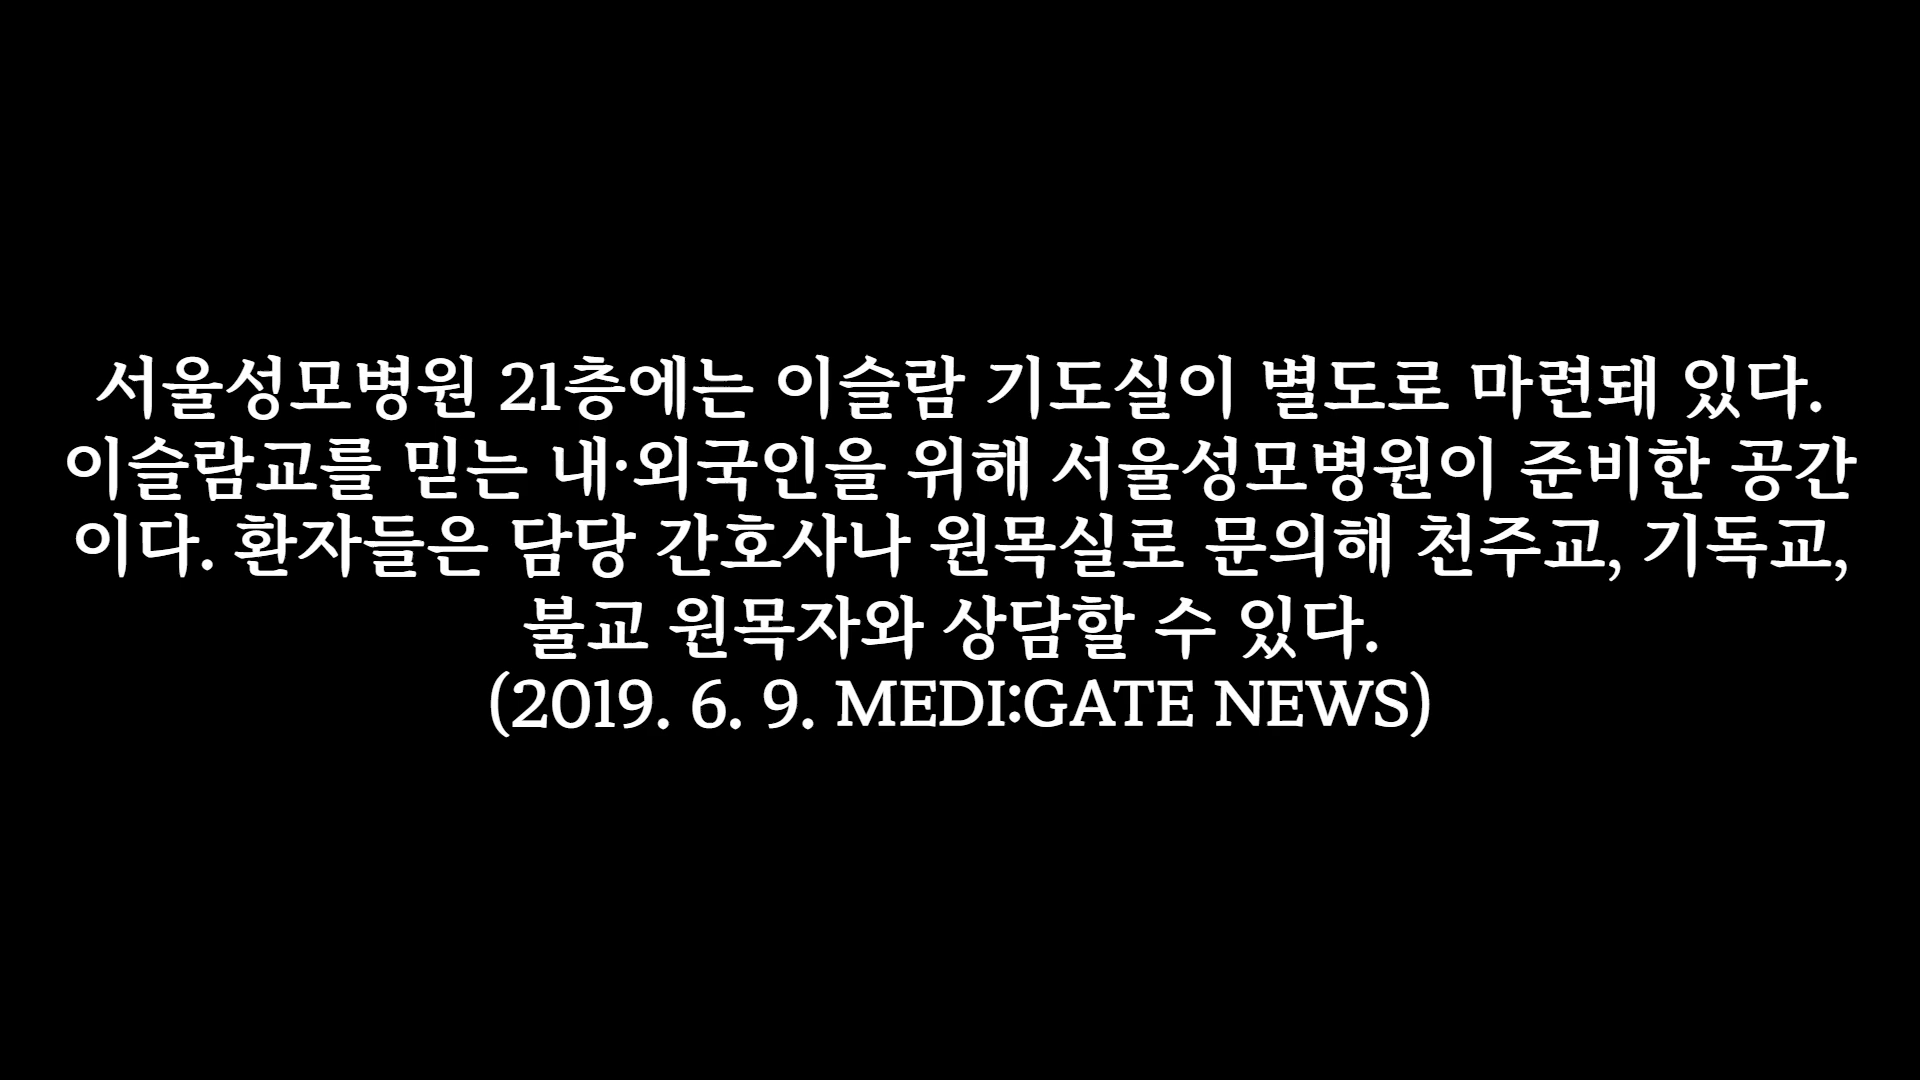 서울성모병원 21층에는 이슬람 기도실이 별도로 마련돼 있다.
이슬람교를 믿는 내·외국인을 위해 서울성모병원이 준비한 공간
이다. 환자들은 담당 간호사나 원목실로 문의해 천주교, 기독교,
불교 원목자와 상담할 수 있다.
(2019. 6. 9. MEDI:GATE NEWS)